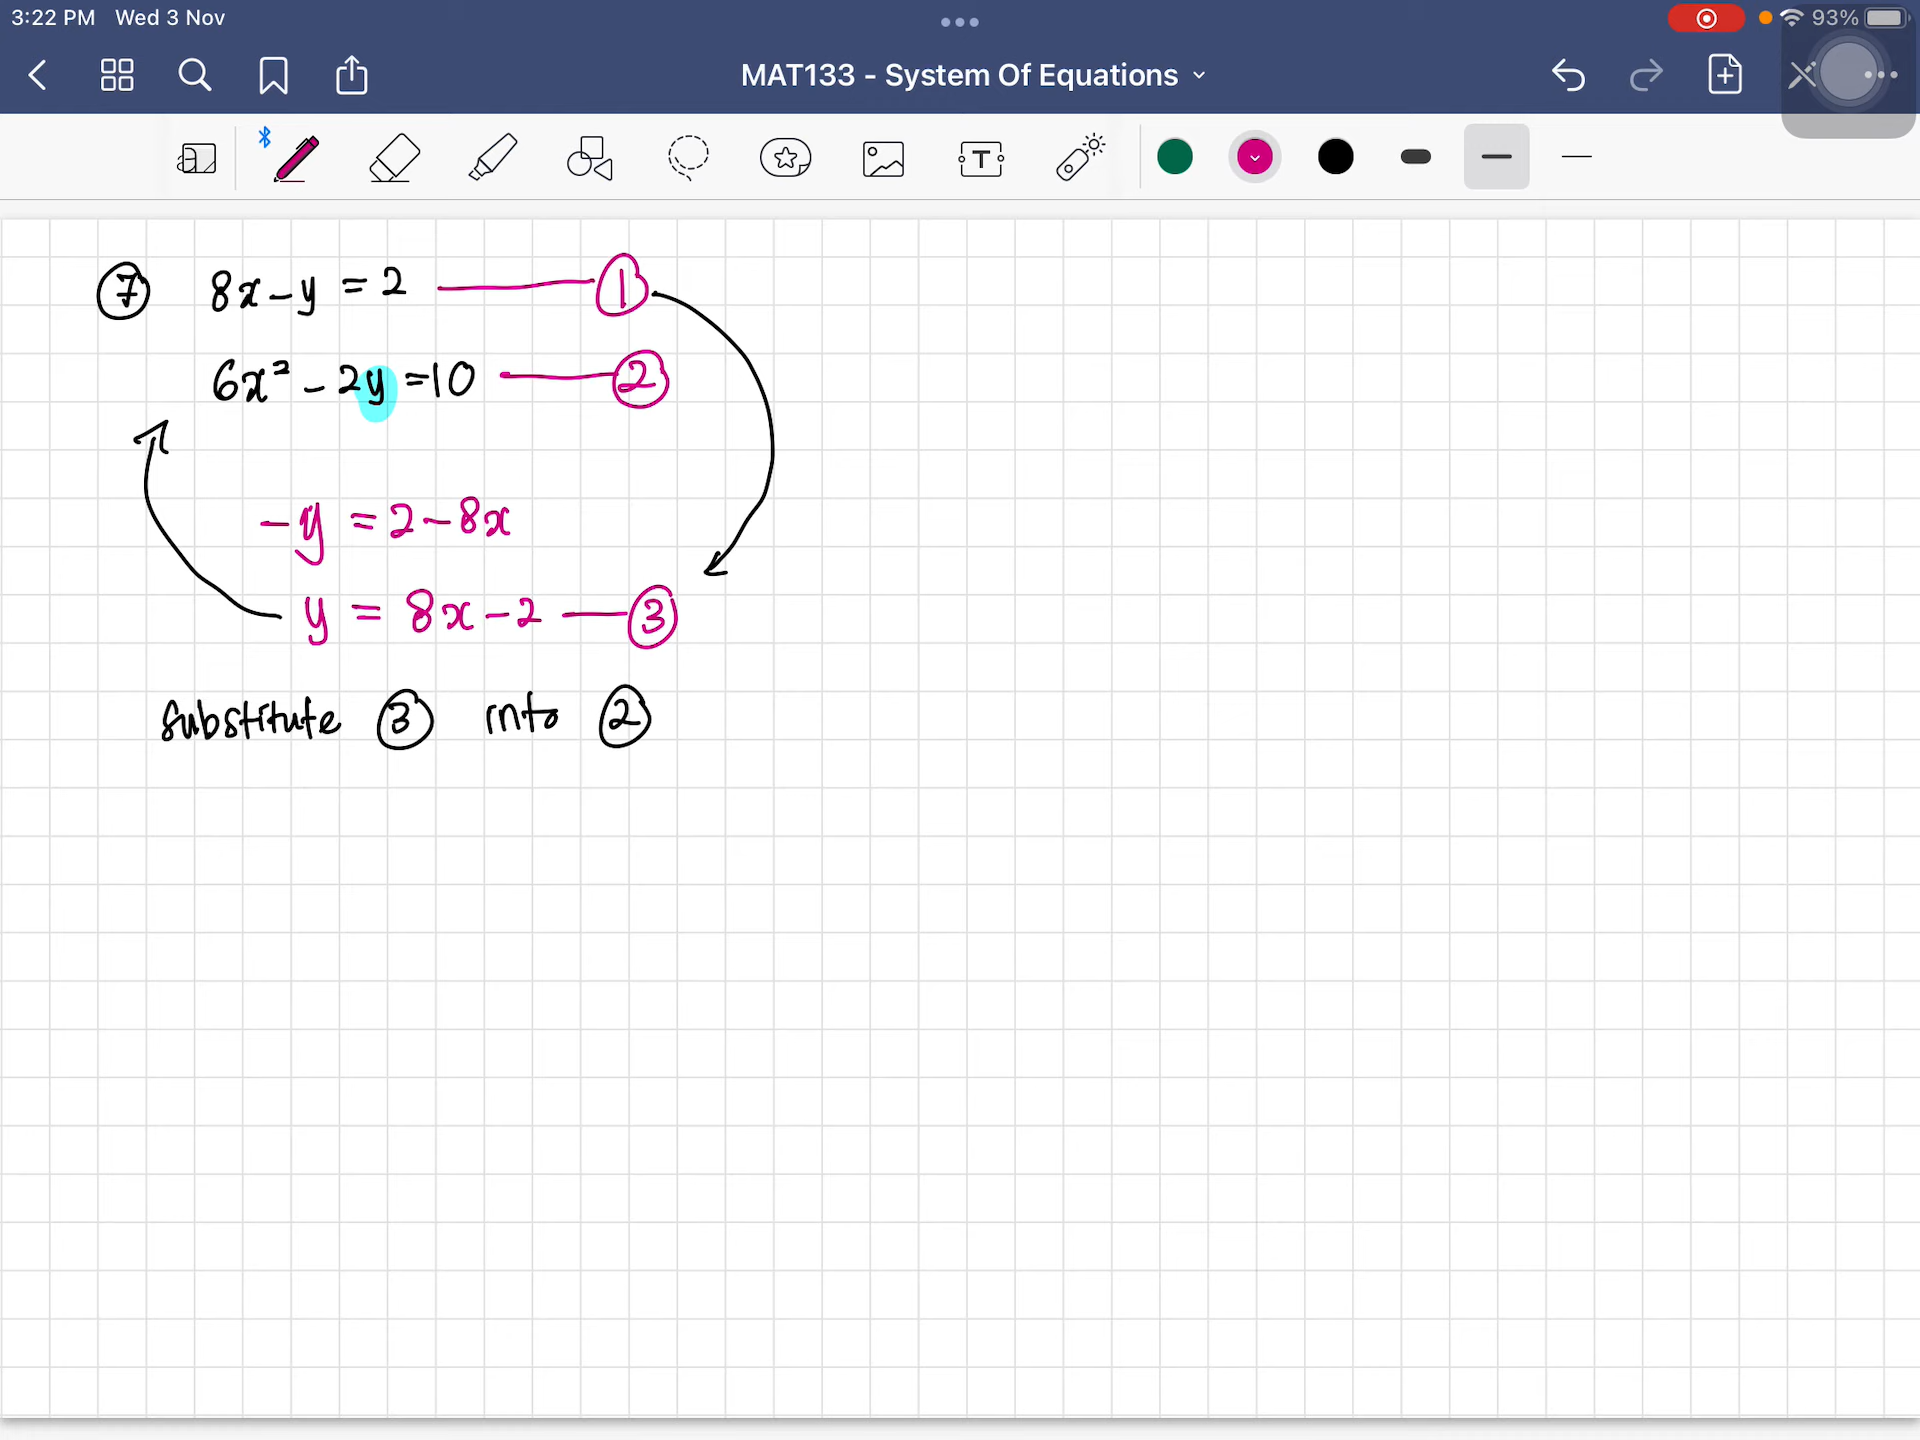 3:22 PM Wed 3 Nov 93%
MAT133 - System Of Equations
T
⑦ 8x - y = 2 —— ①
6x² - 2y = 10 —— ②
-y = 2 - 8x
y = 8x - 2 —— ③
substitute ③ into ②